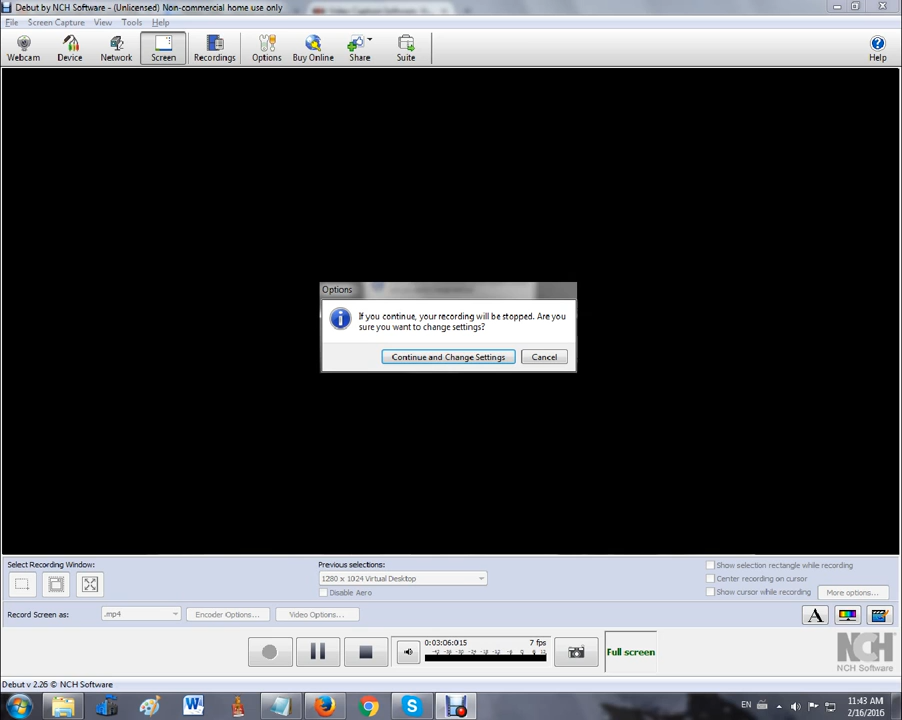 Debut by NCH Software - (Unlicensed) Non-commercial home use only
File Screen Capture View Tools Help
Webcam Device Network Screen Recordings Options Buy Online Share Suite Help
Options
If you continue, your recording will be stopped. Are you
sure you want to change settings?
Continue and Change Settings Cancel
Select Recording Window: Previous selections: Show selection rectangle while recording
1280 x 1024 Virtual Desktop Center recording on cursor
Disable Aero Show cursor while recording More options...
Record Screen as: .mp4 Encoder Options... Video Options...
A
0:03:06:015 7 fps
Full screen
NCH
NCH Software
Debut v 2.26 © NCH Software
W S EN 11:43 AM
2/16/2016